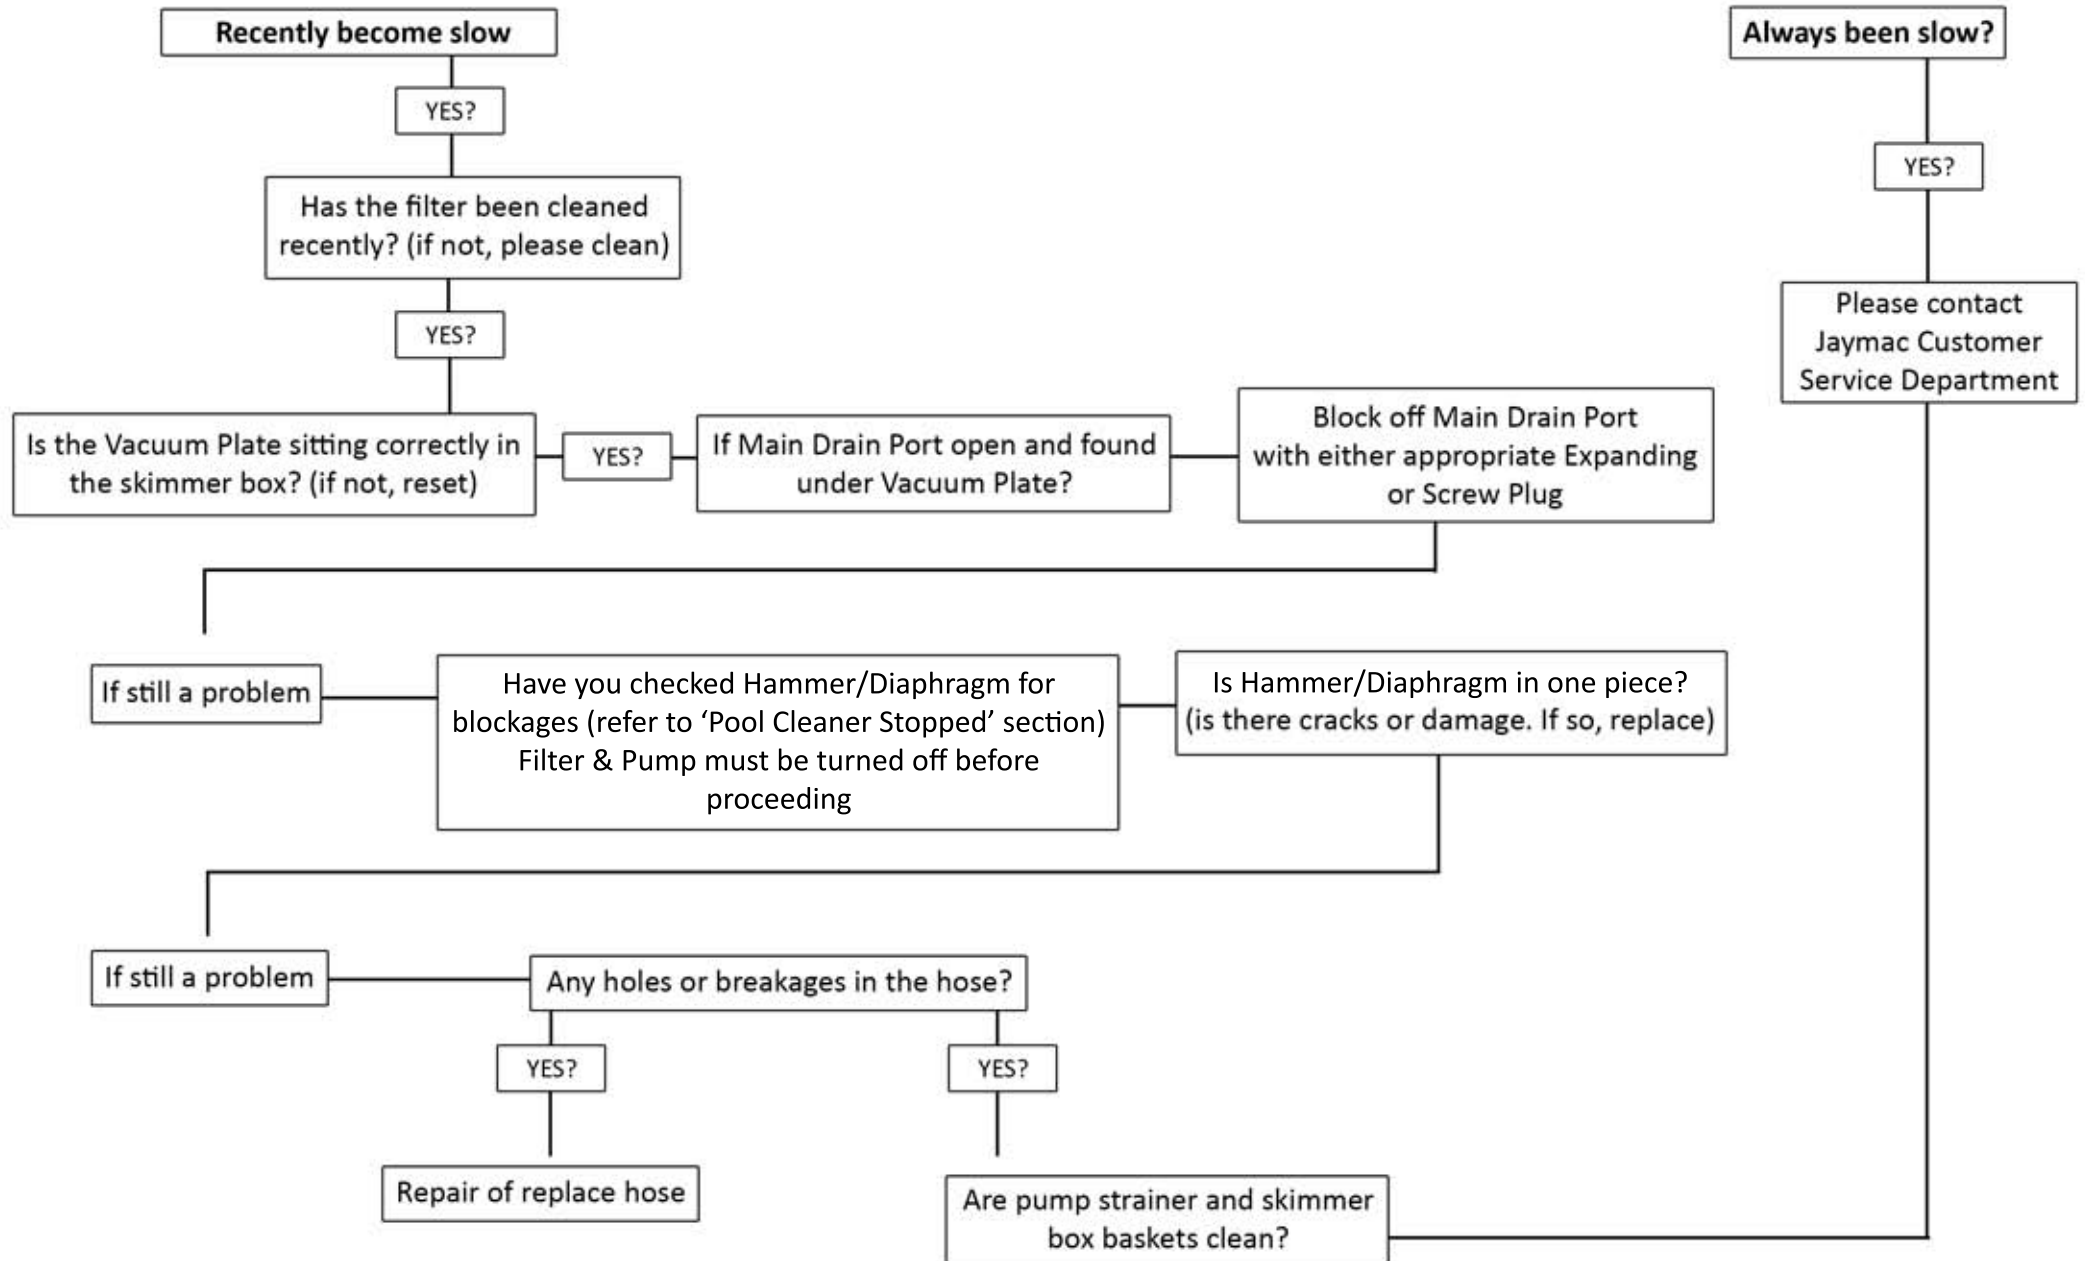 Recently become slow
Always been slow?
YES?
YES?
Has the filter been cleaned
recently? (if not, please clean)
YES?
Please contact
Jaymac Customer
Service Department
Is the Vacuum Plate sitting correctly in
the skimmer box? (if not, reset)
YES?
If Main Drain Port open and found
under Vacuum Plate?
Block off Main Drain Port
with either appropriate Expanding
or Screw Plug
If still a problem
Have you checked Hammer/Diaphragm for
blockages (refer to ‘Pool Cleaner Stopped’ section)
Filter & Pump must be turned off before
proceeding
Is Hammer/Diaphragm in one piece?
(is there cracks or damage. If so, replace)
If still a problem
Any holes or breakages in the hose?
YES?
YES?
Repair of replace hose
Are pump strainer and skimmer
box baskets clean?